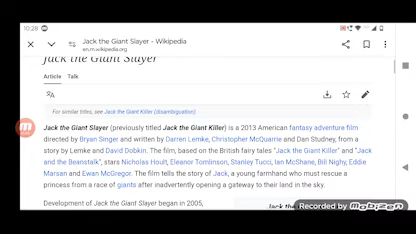 10:28
Jack the Giant Slayer - Wikipedia
en.m.wikipedia.org
Jack the Giant Slayer
Article Talk
For similar titles, see Jack the Giant Killer (disambiguation)
Jack the Giant Slayer (previously titled Jack the Giant Killer) is a 2013 American fantasy adventure film
directed by Bryan Singer and written by Darren Lemke, Christopher McQuarrie and Dan Studney, from a
story by Lemke and David Dobkin. The film, based on the British fairy tales "Jack the Giant Killer" and "Jack
and the Beanstalk", stars Nicholas Hoult, Eleanor Tomlinson, Stanley Tucci, Ian McShane, Bill Nighy, Eddie
Marsan and Ewan McGregor. The film tells the story of Jack, a young farmhand who must rescue a
princess from a race of giants after inadvertently opening a gateway to their land in the sky.
Development of Jack the Giant Slayer began in 2005,
Recorded by Mobizen